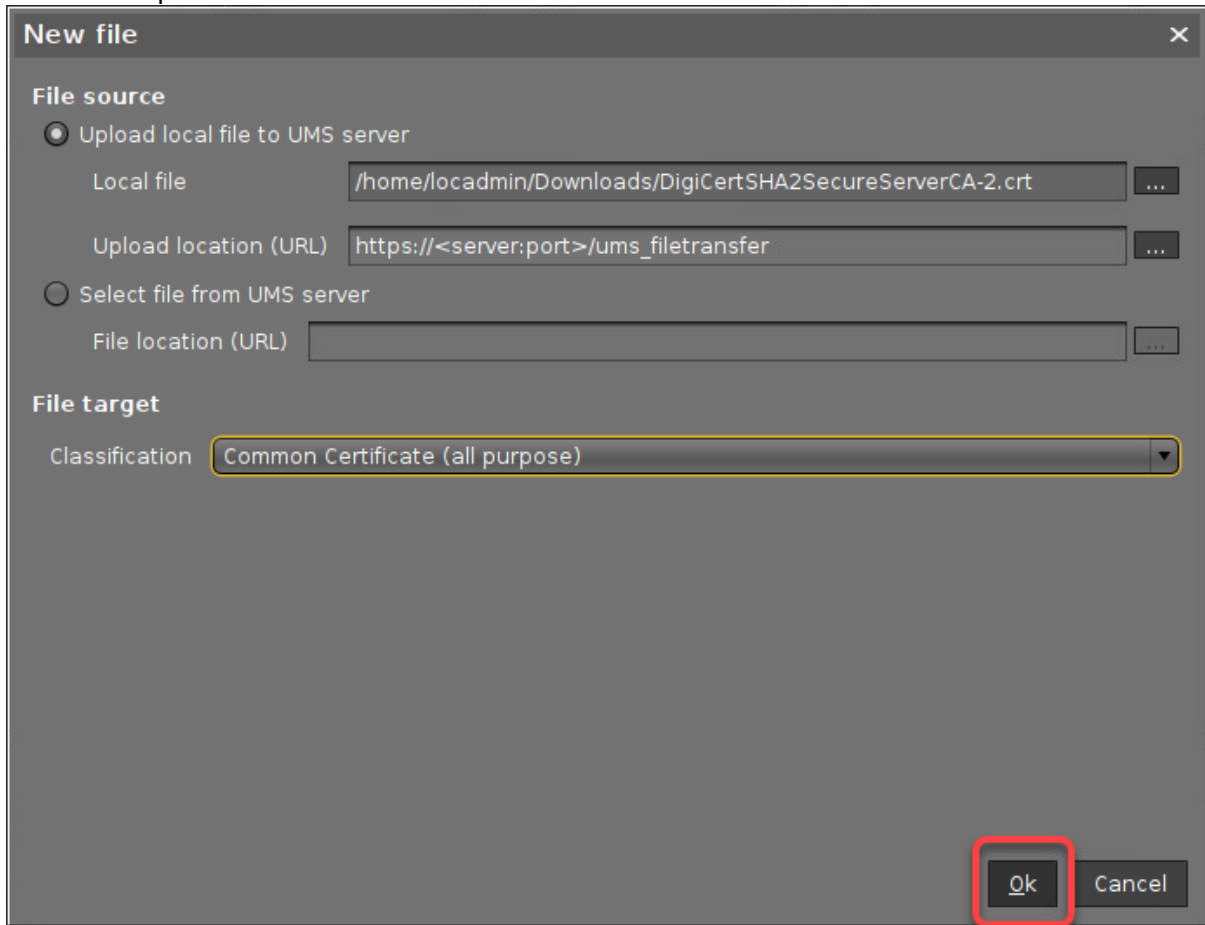 New file
File source
Upload local file to UMS server
Local file /home/locadmin/Downloads/DigiCertSHA2SecureServerCA-2.crt ...
Upload location (URL) https://<server:port>/ums_filetransfer ...
Select file from UMS server
File location (URL) ...
File target
Classification Common Certificate (all purpose)
Ok Cancel